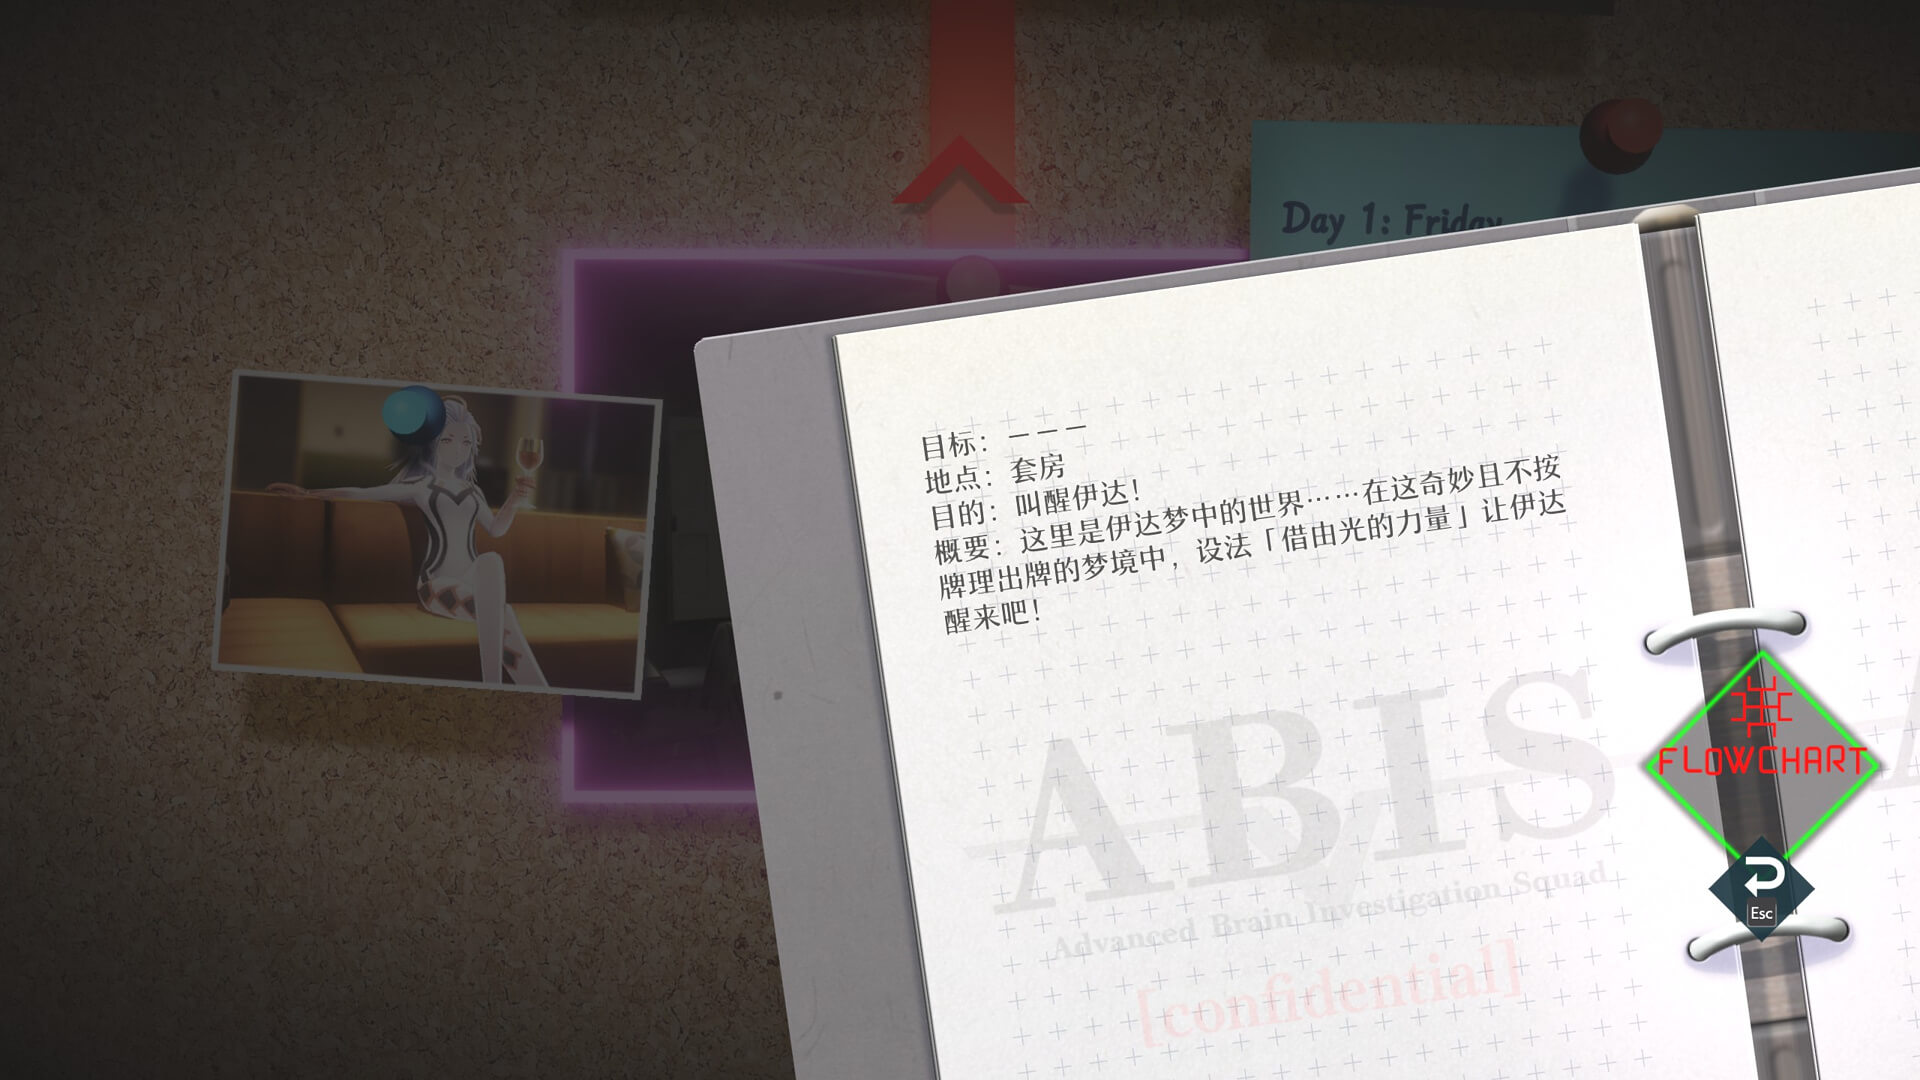 Day 1: Friday
目标：－－－
地点：套房
目的：叫醒伊达！
概要：这里是伊达梦中的世界……在这奇妙且不按
牌理出牌的梦境中，设法「借由光的力量」让伊达
醒来吧！
ABIS
Advanced Brain Investigation Squad
[confidential]
FLOWCHART
Esc